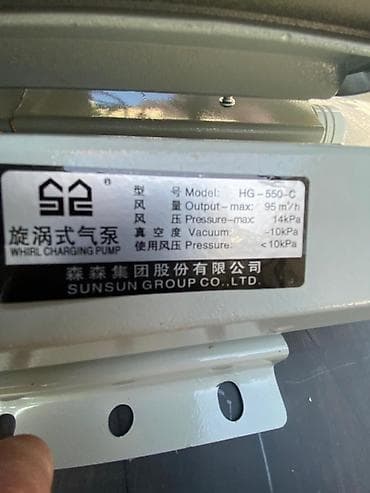 ®
型 号 Model: HG-550-C
风 量 Output-max: 95 m³/h
风 压 Pressure-max: 14kPa
真 空 度 Vacuum: -10kPa
使用风压 Pressure: <10kPa
旋涡式气泵
WHIRL CHARGING PUMP
森森集团股份有限公司
SUNSUN GROUP CO.,LTD.